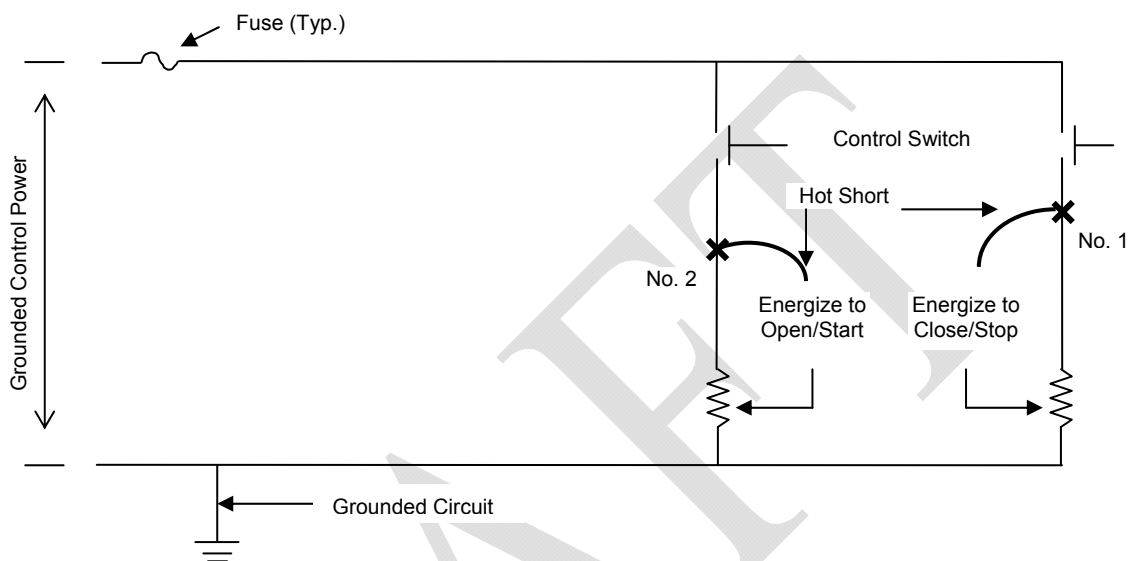 Fuse (Typ.)
Grounded Control Power
Control Switch
Hot Short
No. 1
No. 2
Energize to
Open/Start
Energize to
Close/Stop
Grounded Circuit